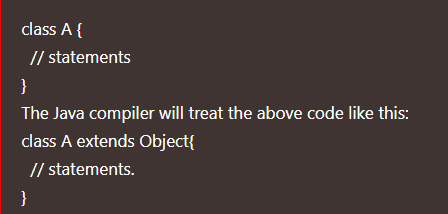 class A {
// statements
}
The Java compiler will treat the above code like this:
class A extends Object{
// statements.
}